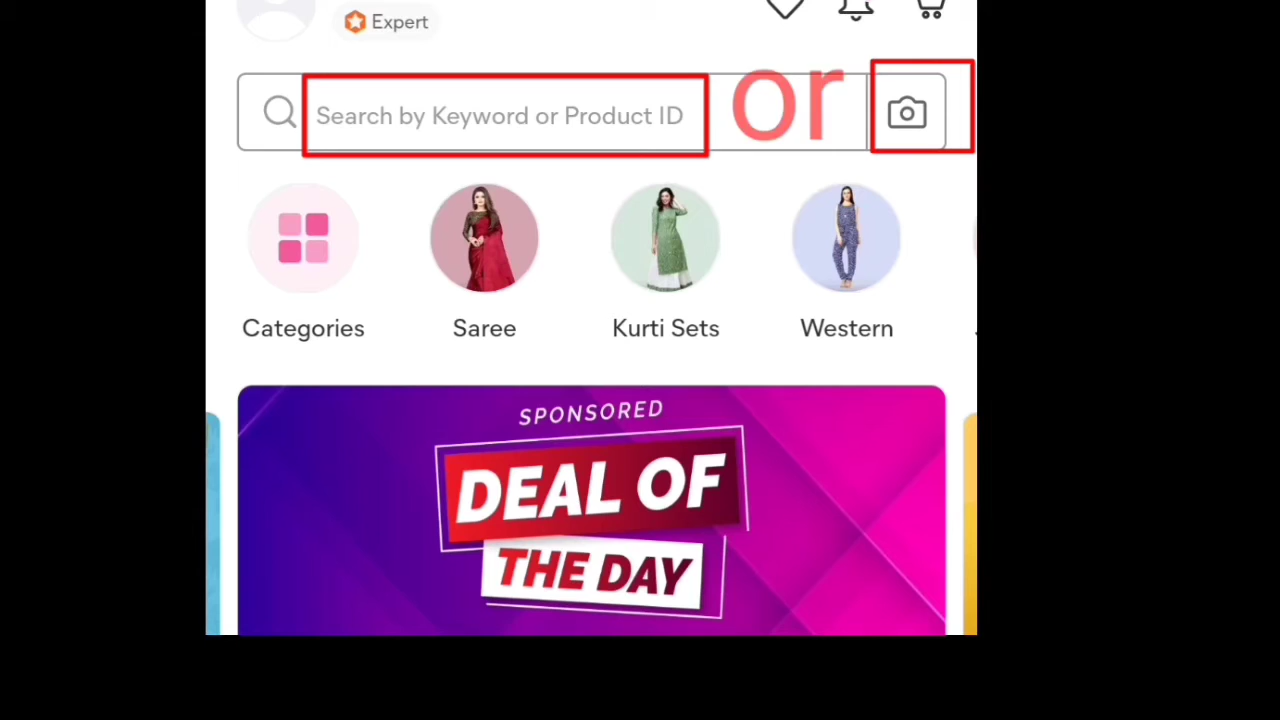 Expert
Search by Keyword or Product ID or
Categories Saree Kurti Sets Western
SPONSORED
DEAL OF
THE DAY